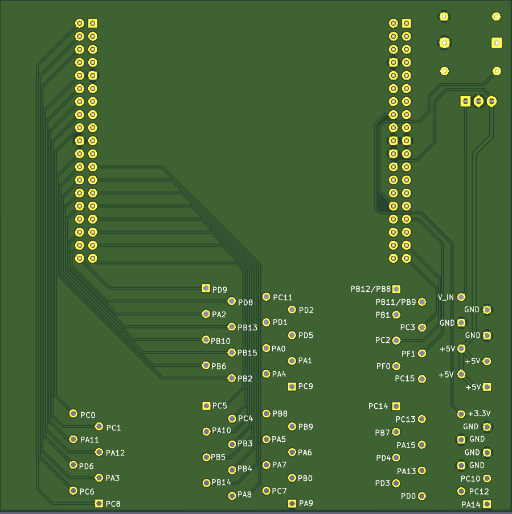 PD9
PC11
PB12/PB8
V_IN
PD8
PD2
PB11/PB9
GND
PA2
PD1
PB1
GND
PB13
PD5
PC3
GND
PB10
PA0
PC2
+5V
PB15
PA1
PF1
+5V
PB6
PA4
PF0
+5V
PB2
PC9
PC15
+5V
PC0
PC5
PB8
PC14
+3.3V
PC1
PC4
PB9
PC13
GND
PA11
PA10
PA5
PB7
GND
PA12
PB3
PA6
PA15
GND
PD6
PB5
PA7
PD4
GND
PA3
PB4
PB0
PA13
PC10
PC6
PB14
PC7
PD3
PC12
PC8
PA8
PA9
PD0
PA14